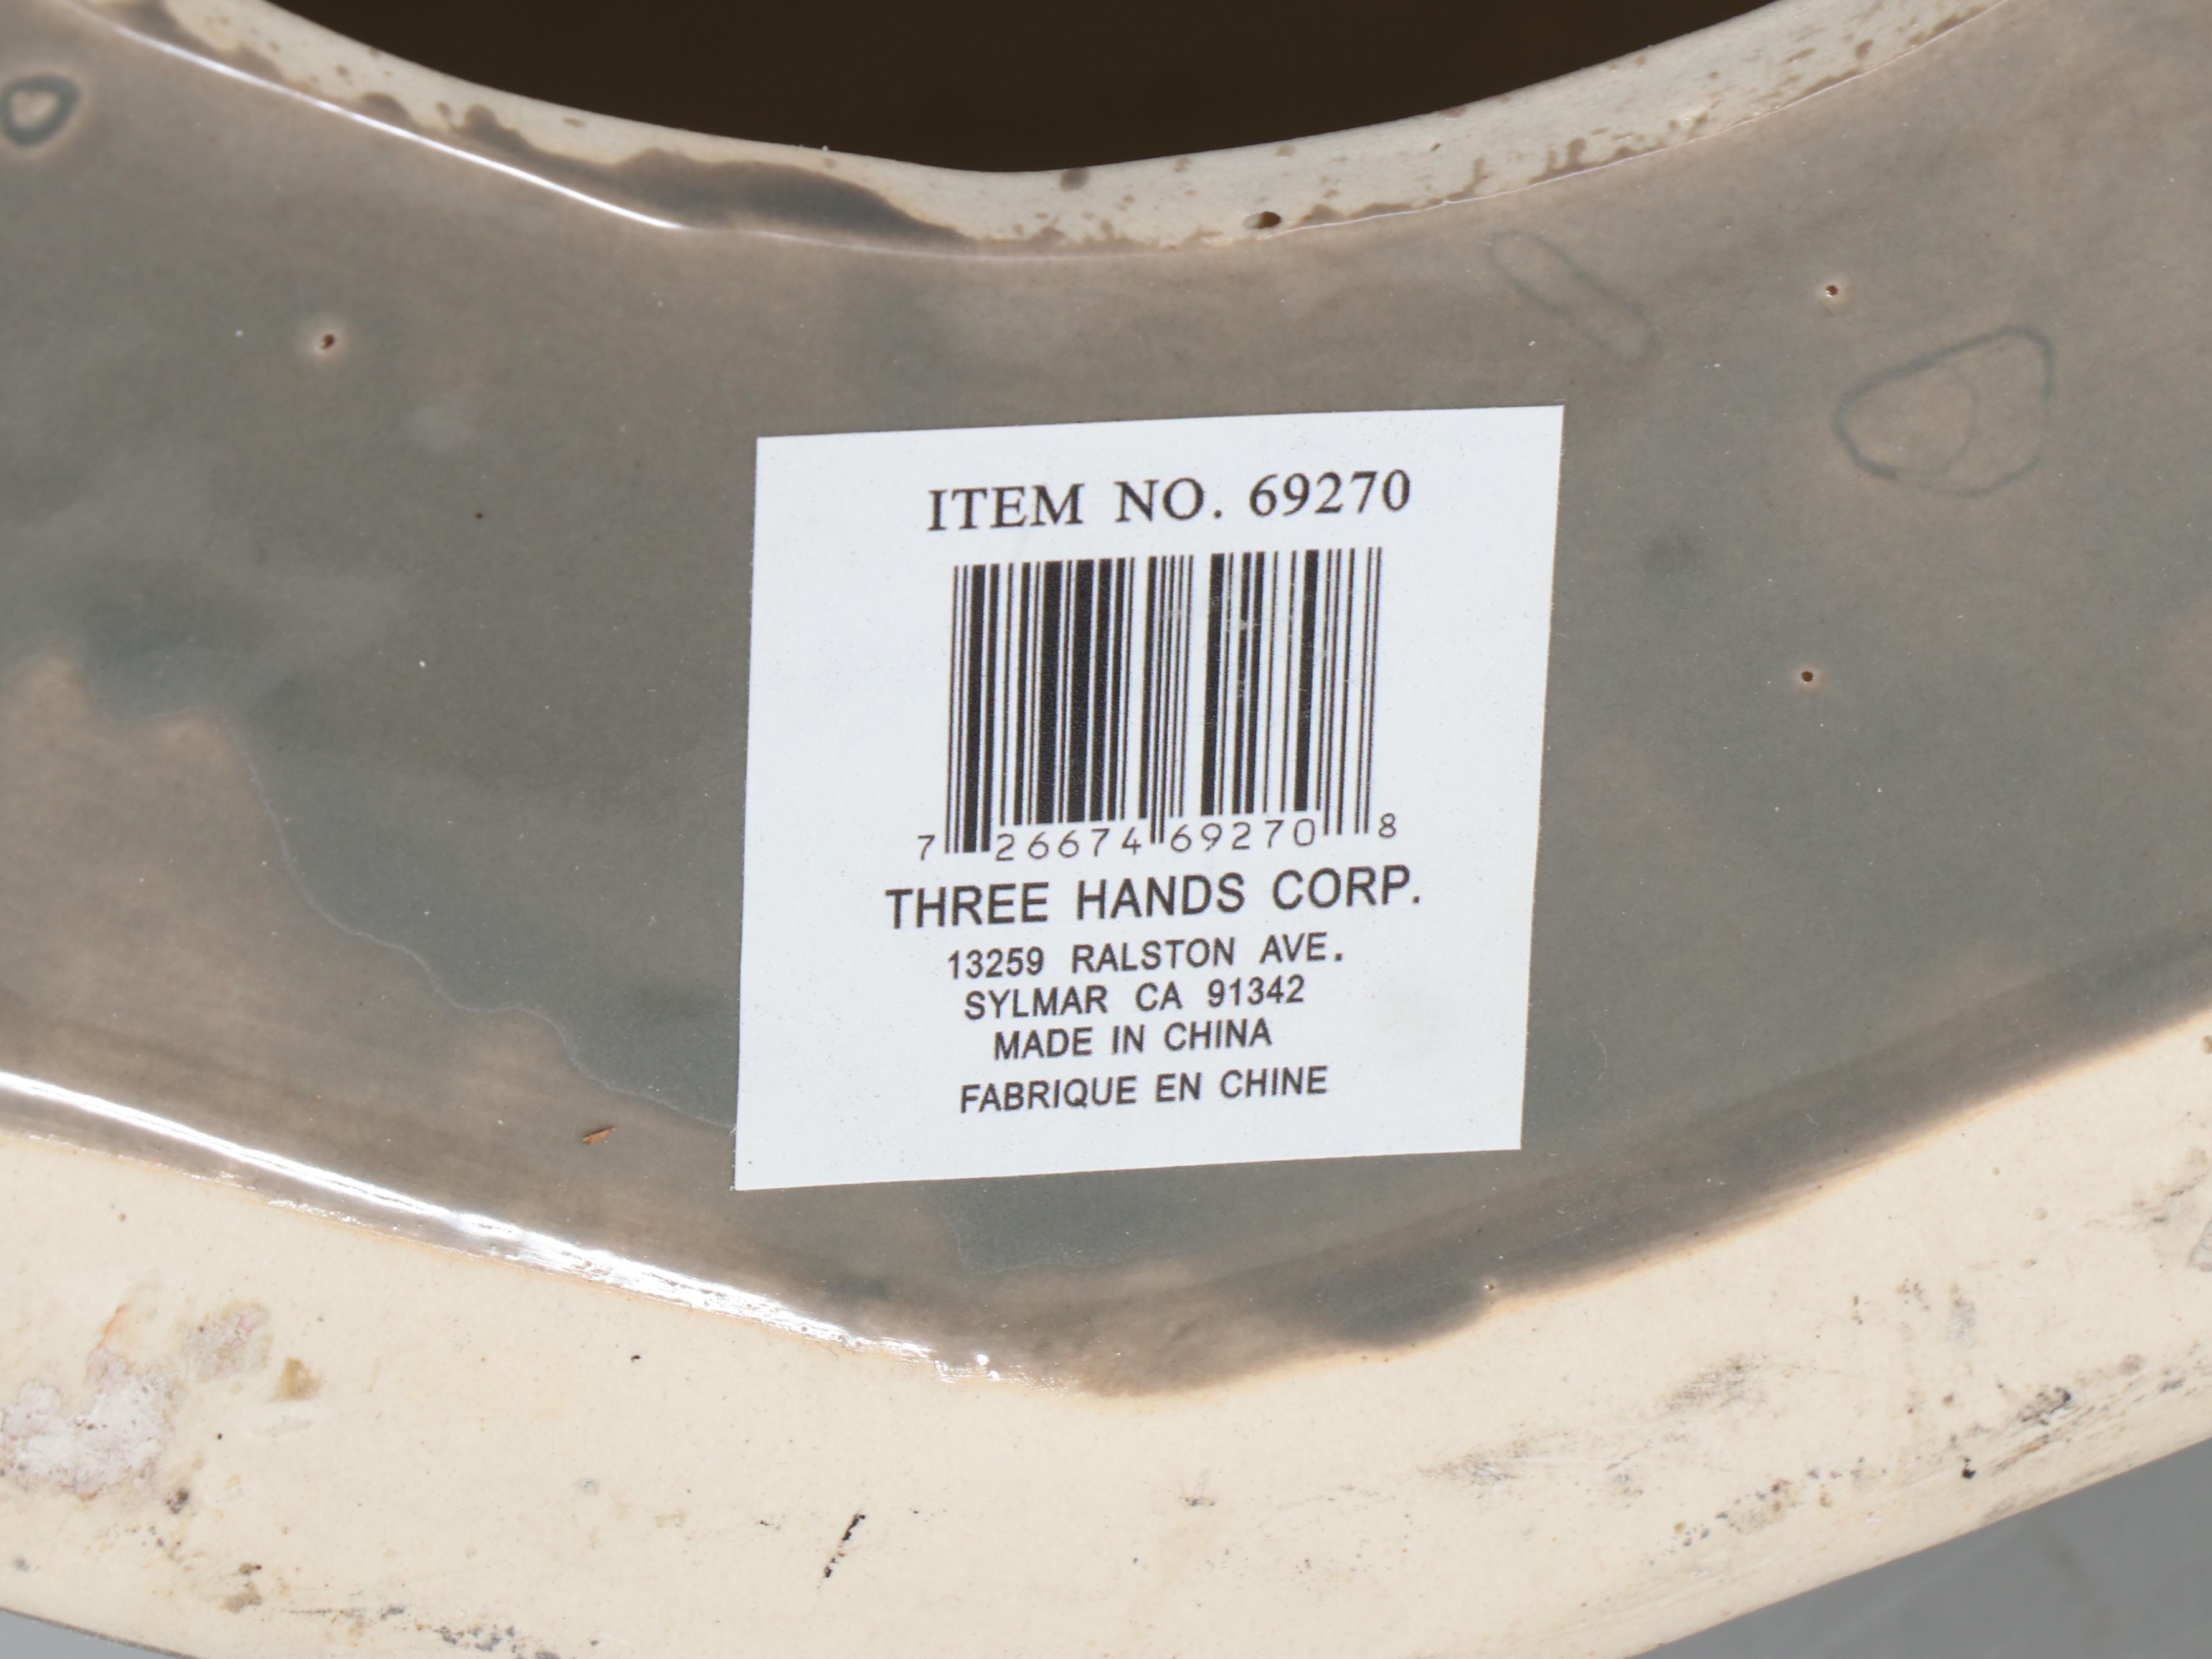 ITEM NO. 69270
7 26674 69270 8
THREE HANDS CORP.
13259 RALSTON AVE.
SYLMAR CA 91342
MADE IN CHINA
FABRIQUE EN CHINE